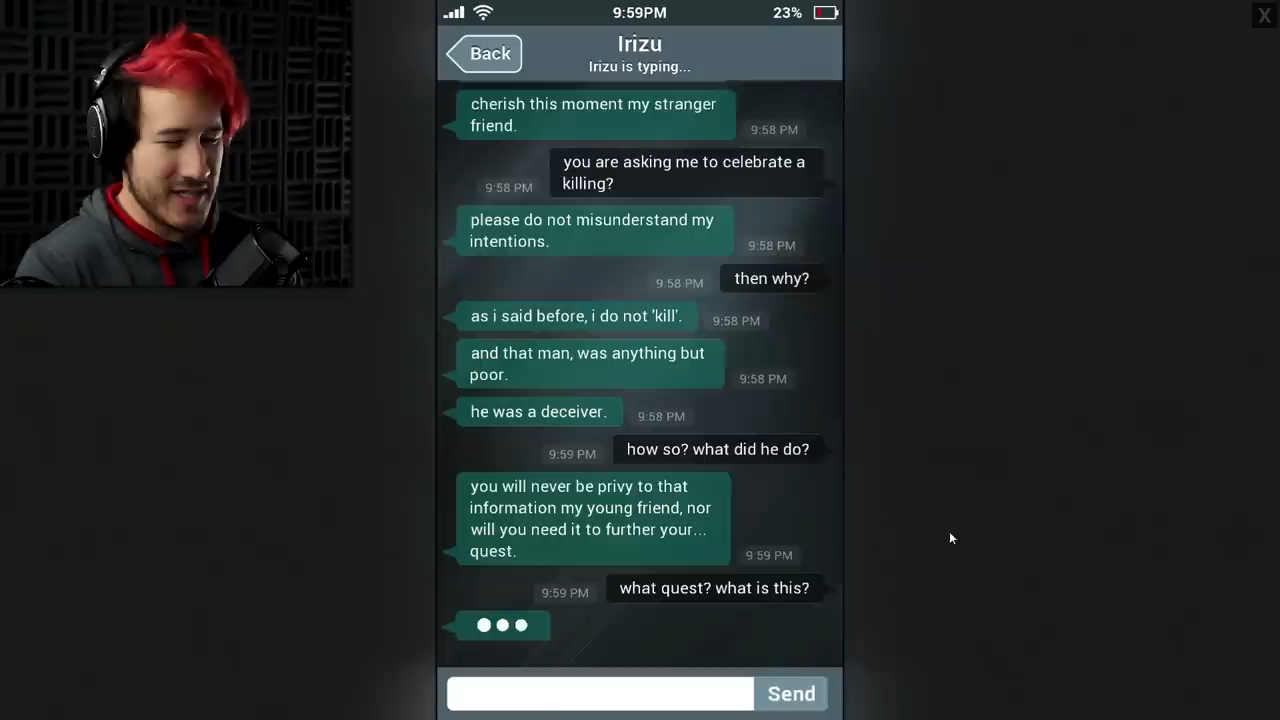 9:59PM
23%
X
Back
Irizu
Irizu is typing...
cherish this moment my stranger
friend.
9:58 PM
you are asking me to celebrate a
killing?
9:58 PM
please do not misunderstand my
intentions.
9:58 PM
then why?
9:58 PM
as i said before, i do not 'kill'.
9:58 PM
and that man, was anything but
poor.
9:58 PM
he was a deceiver.
9:58 PM
how so? what did he do?
9:59 PM
you will never be privy to that
information my young friend, nor
will you need it to further your...
quest.
9:59 PM
what quest? what is this?
9:59 PM
Send